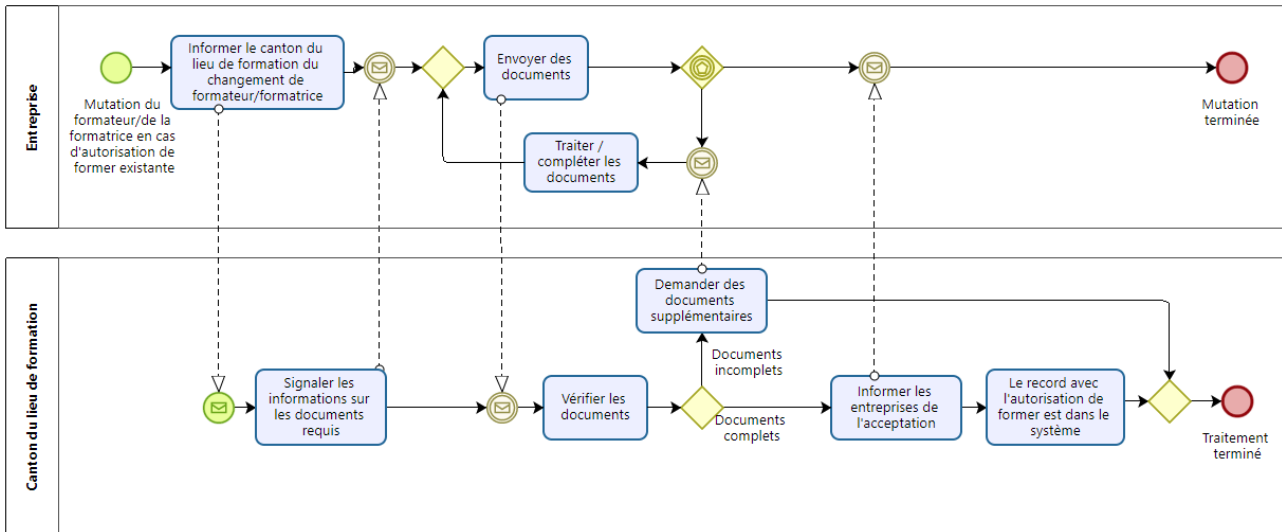 Entreprise
Informer le canton du
lieu de formation du
changement de
formateur/formatrice
Envoyer des
documents
Mutation du
formateur/de la
formatrice en cas
d'autorisation de
former existante
Mutation
terminée
Traiter /
compléter les
documents
Canton du lieu de formation
Demander des
documents
supplémentaires
Documents
incomplets
Signaler les
informations sur
les documents
requis
Vérifier les
documents
Documents
complets
Informer les
entreprises de
l'acceptation
Le record avec
l'autorisation de
former est dans le
système
Traitement
terminé